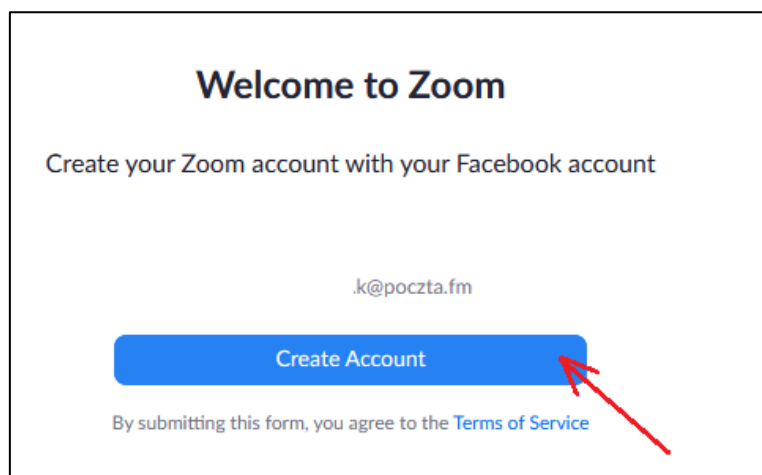 Welcome to Zoom
Create your Zoom account with your Facebook account
.k@poczta.fm
Create Account
By submitting this form, you agree to the Terms of Service